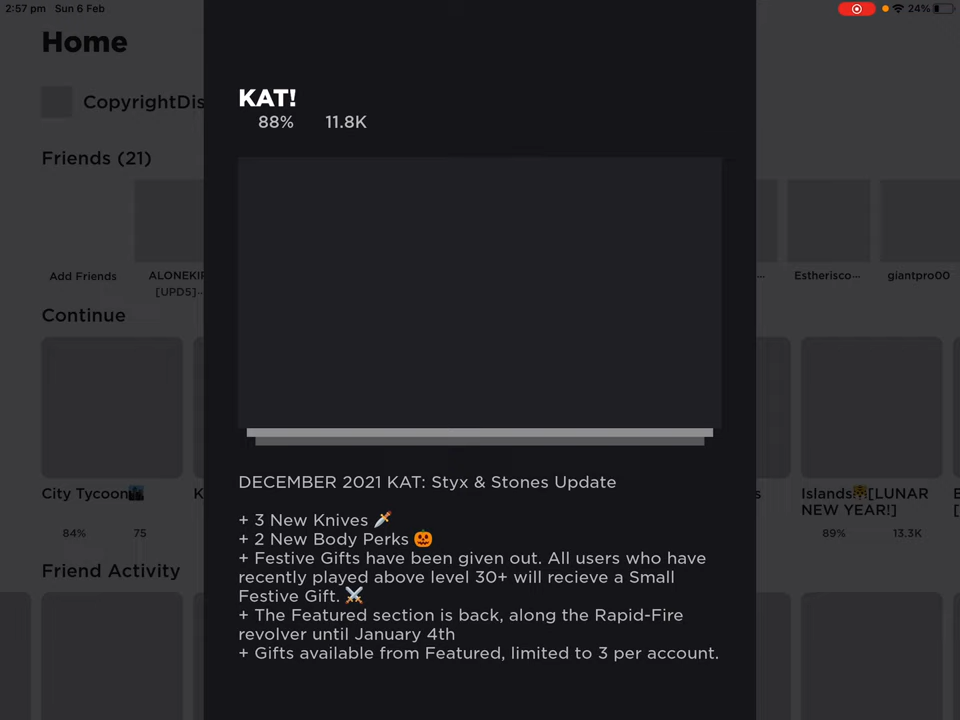 2:57 pm Sun 6 Feb
24%
Home
CopyrightDis
Friends (21)
Add Friends
ALONEKI
[UPD5]...
...
Estherisco...
giantpro00
Continue
City Tycoon🌃
K
s
Islands🐯[LUNAR
NEW YEAR!]
84% 75
89% 13.3K
Friend Activity
KAT!
88% 11.8K
DECEMBER 2021 KAT: Styx & Stones Update
+ 3 New Knives 🗡️
+ 2 New Body Perks 🎃
+ Festive Gifts have been given out. All users who have
recently played above level 30+ will recieve a Small
Festive Gift. ⚔️
+ The Featured section is back, along the Rapid-Fire
revolver until January 4th
+ Gifts available from Featured, limited to 3 per account.